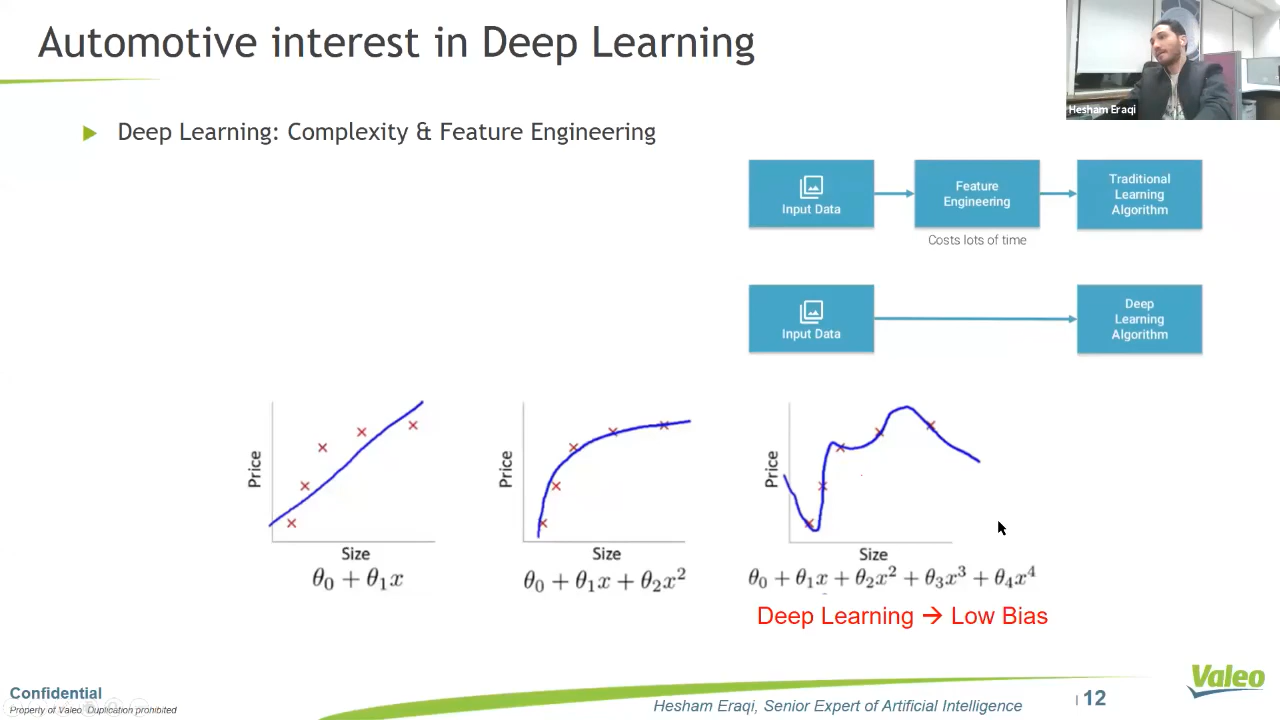 Automotive interest in Deep Learning
Hesham Eraqi
Deep Learning: Complexity & Feature Engineering
Input Data
Feature
Engineering
Traditional
Learning
Algorithm
Costs lots of time
Input Data
Deep
Learning
Algorithm
Price
Size
θ₀ + θ₁x
Price
Size
θ₀ + θ₁x + θ₂x²
Price
Size
θ₀ + θ₁x + θ₂x² + θ₃x³ + θ₄x⁴
Deep Learning → Low Bias
Confidential
Property of Valeo Duplication prohibited
Hesham Eraqi, Senior Expert of Artificial Intelligence
| 12
Valeo